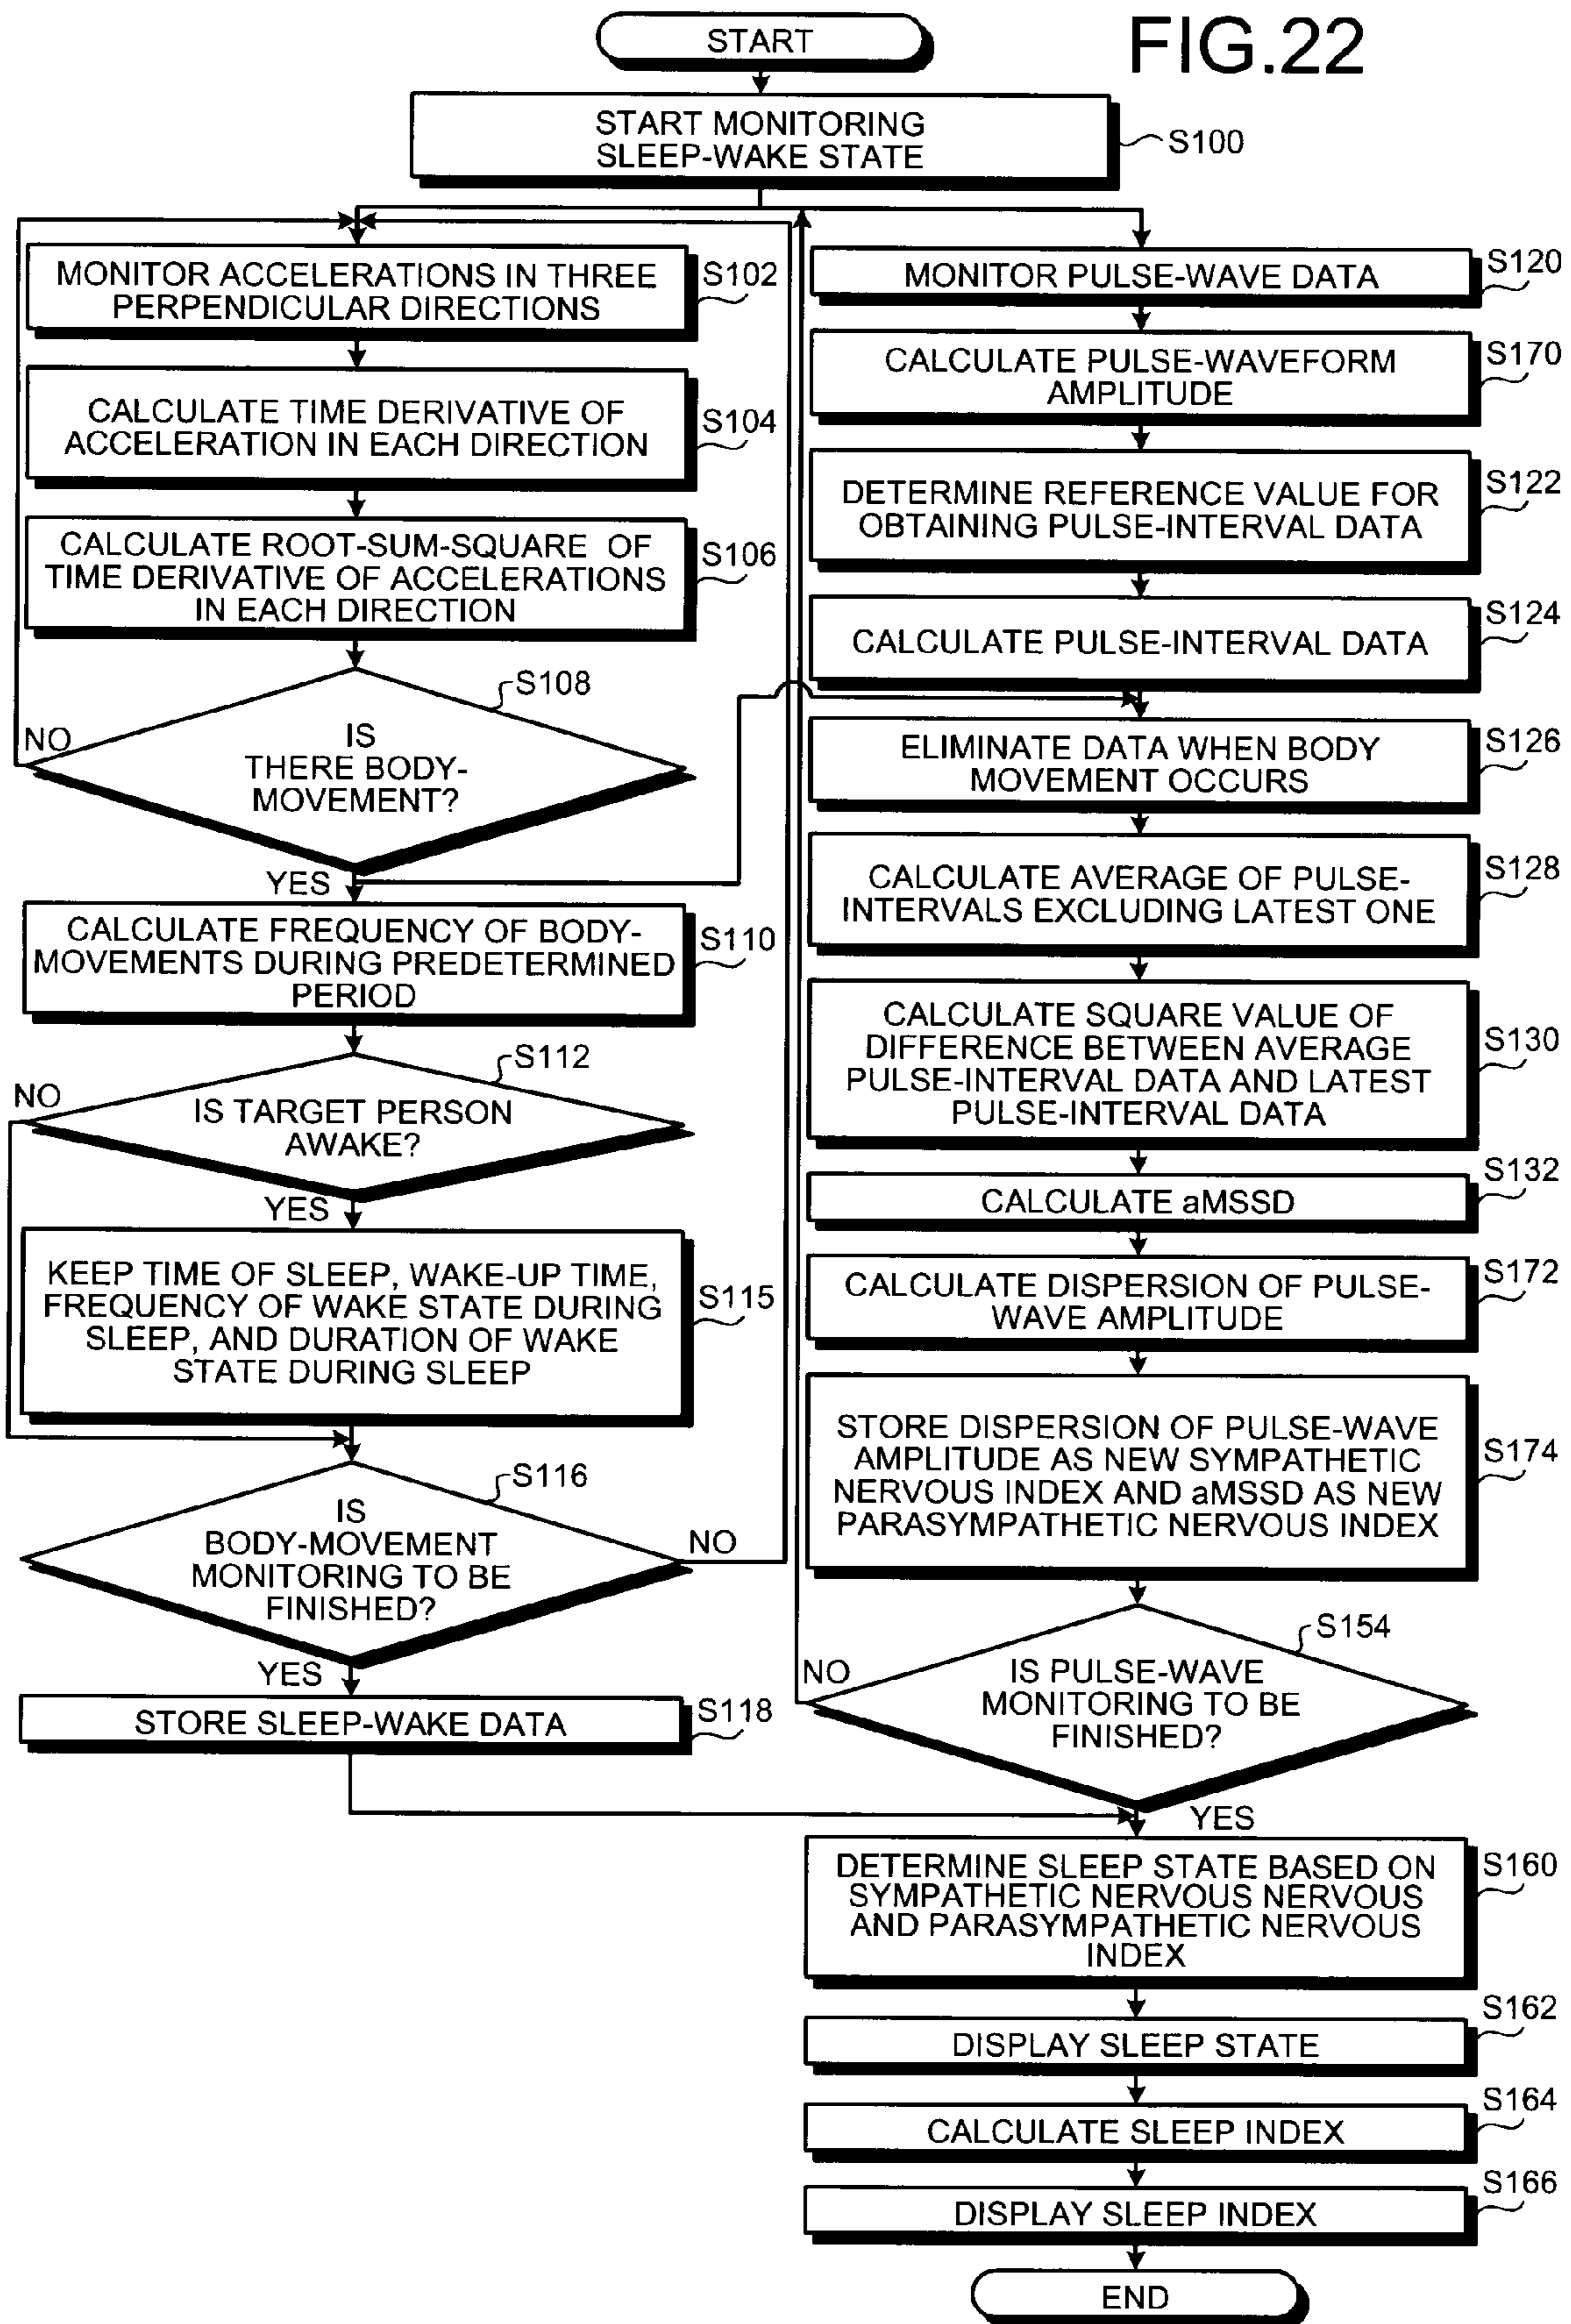 FIG.22
START
START MONITORING
SLEEP-WAKE STATE
S100
MONITOR ACCELERATIONS IN THREE
PERPENDICULAR DIRECTIONS
S102
CALCULATE TIME DERIVATIVE OF
ACCELERATION IN EACH DIRECTION
S104
CALCULATE ROOT-SUM-SQUARE OF
TIME DERIVATIVE OF ACCELERATIONS
IN EACH DIRECTION
S106
S108
IS
THERE BODY-
MOVEMENT?
NO
YES
CALCULATE FREQUENCY OF BODY-
MOVEMENTS DURING PREDETERMINED
PERIOD
S110
S112
IS TARGET PERSON
AWAKE?
NO
YES
KEEP TIME OF SLEEP, WAKE-UP TIME,
FREQUENCY OF WAKE STATE DURING
SLEEP, AND DURATION OF WAKE
STATE DURING SLEEP
S115
S116
IS
BODY-MOVEMENT
MONITORING TO BE
FINISHED?
NO
YES
STORE SLEEP-WAKE DATA
S118
MONITOR PULSE-WAVE DATA
S120
CALCULATE PULSE-WAVEFORM
AMPLITUDE
S170
DETERMINE REFERENCE VALUE FOR
OBTAINING PULSE-INTERVAL DATA
S122
CALCULATE PULSE-INTERVAL DATA
S124
ELIMINATE DATA WHEN BODY
MOVEMENT OCCURS
S126
CALCULATE AVERAGE OF PULSE-
INTERVALS EXCLUDING LATEST ONE
S128
CALCULATE SQUARE VALUE OF
DIFFERENCE BETWEEN AVERAGE
PULSE-INTERVAL DATA AND LATEST
PULSE-INTERVAL DATA
S130
CALCULATE aMSSD
S132
CALCULATE DISPERSION OF PULSE-
WAVE AMPLITUDE
S172
STORE DISPERSION OF PULSE-WAVE
AMPLITUDE AS NEW SYMPATHETIC
NERVOUS INDEX AND aMSSD AS NEW
PARASYMPATHETIC NERVOUS INDEX
S174
S154
IS PULSE-WAVE
MONITORING TO BE
FINISHED?
NO
YES
DETERMINE SLEEP STATE BASED ON
SYMPATHETIC NERVOUS NERVOUS
AND PARASYMPATHETIC NERVOUS
INDEX
S160
DISPLAY SLEEP STATE
S162
CALCULATE SLEEP INDEX
S164
DISPLAY SLEEP INDEX
S166
END